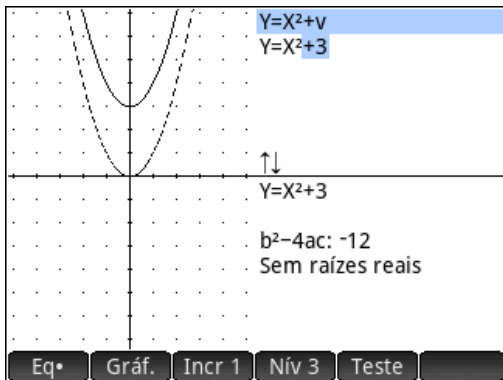 Y=X²+v
Y=X²+3
↑↓
Y=X²+3
b²−4ac: -12
Sem raízes reais
Eq• Gráf. Incr 1 Nív 3 Teste